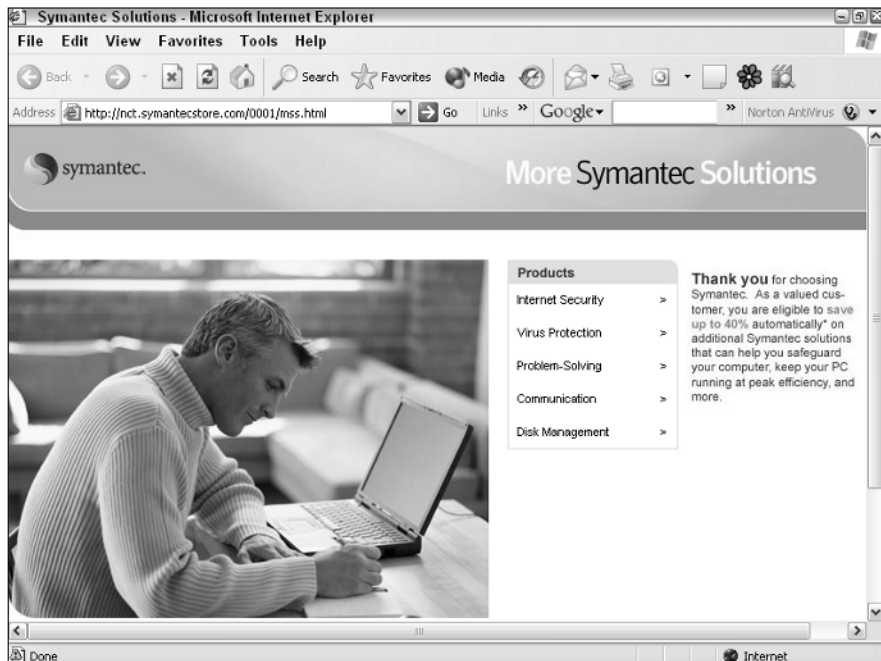 Symantec Solutions - Microsoft Internet Explorer
File Edit View Favorites Tools Help
Back Search Favorites Media
Address http://nct.symantecstore.com/0001/mss.html Go Links » Google » Norton AntiVirus
symantec.
More Symantec Solutions
Products
Internet Security »
Virus Protection »
Problem-Solving »
Communication »
Disk Management »
Thank you for choosing
Symantec. As a valued cus-
tomer, you are eligible to save
up to 40% automatically* on
additional Symantec solutions
that can help you safeguard
your computer, keep your PC
running at peak efficiency, and
more.
Done Internet